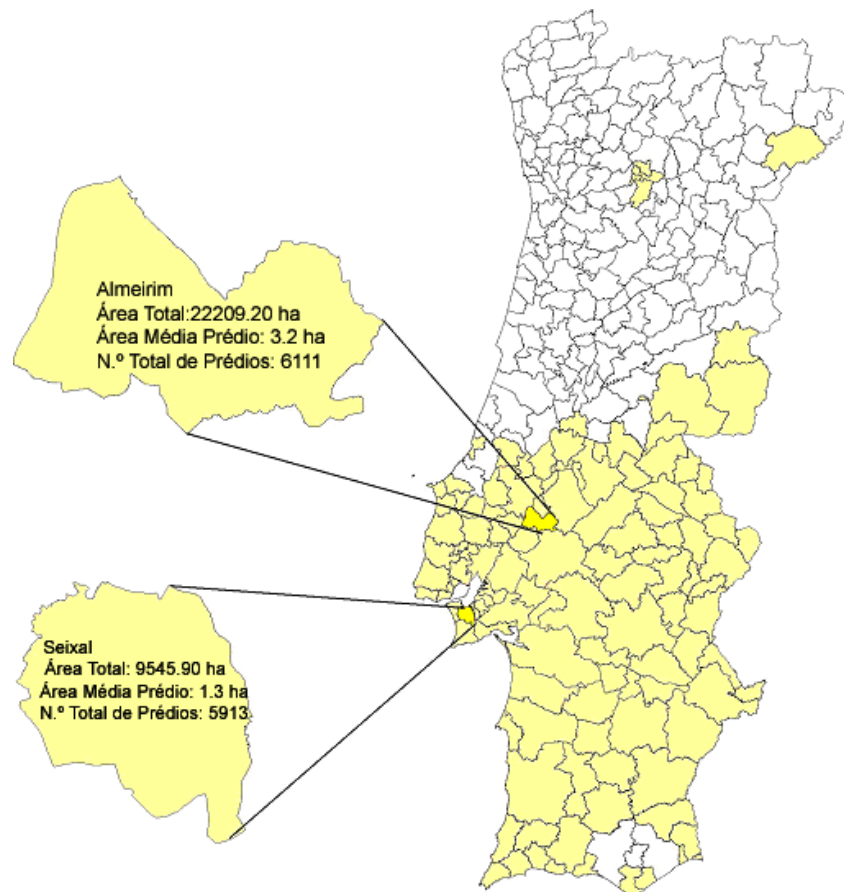 Almeirim
Área Total:22209.20 ha
Área Média Prédio: 3.2 ha
N.º Total de Prédios: 6111
Seixal
Área Total: 9545.90 ha
Área Média Prédio: 1.3 ha
N.º Total de Prédios: 5913